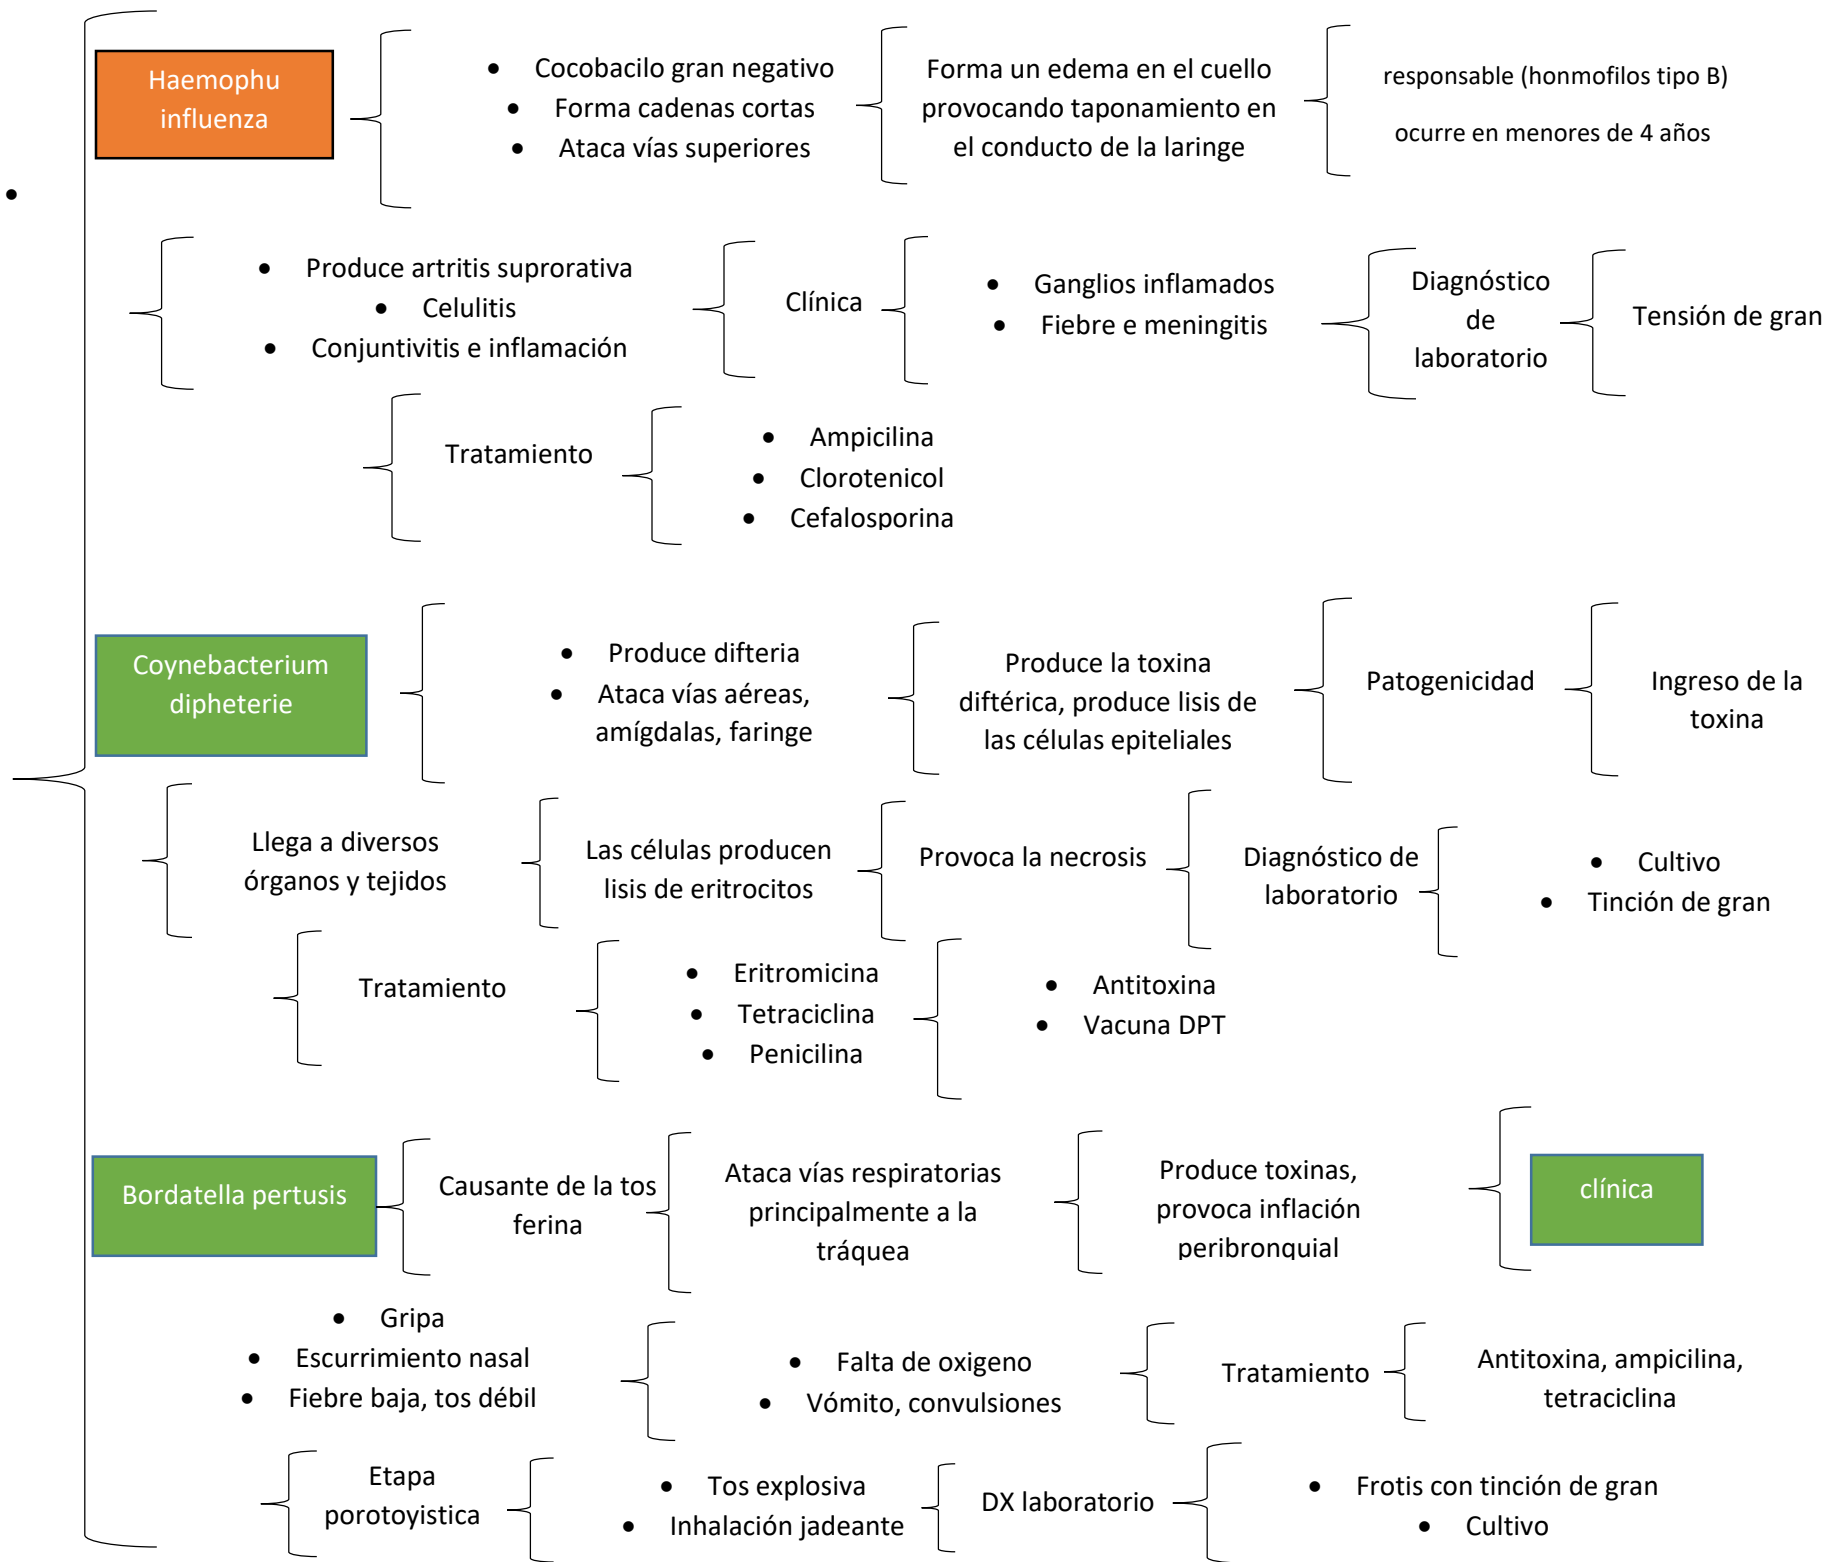 Haemophu
influenza
• Cocobacilo gran negativo
• Forma cadenas cortas
• Ataca vías superiores
Forma un edema en el cuello
provocando taponamiento en
el conducto de la laringe
responsable (honmofilos tipo B)
ocurre en menores de 4 años
•
• Produce artritis suprorativa
• Celulitis
• Conjuntivitis e inflamación
Clínica
• Ganglios inflamados
• Fiebre e meningitis
Diagnóstico
de
laboratorio
Tensión de gran
Tratamiento
• Ampicilina
• Clorotenicol
• Cefalosporina
Coynebacterium
dipheterie
• Produce difteria
• Ataca vías aéreas,
amígdalas, faringe
Produce la toxina
diftérica, produce lisis de
las células epiteliales
Patogenicidad
Ingreso de la
toxina
Llega a diversos
órganos y tejidos
Las células producen
lisis de eritrocitos
Provoca la necrosis
Diagnóstico de
laboratorio
• Cultivo
• Tinción de gran
Tratamiento
• Eritromicina
• Tetraciclina
• Penicilina
• Antitoxina
• Vacuna DPT
Bordatella pertusis
Causante de la tos
ferina
Ataca vías respiratorias
principalmente a la
tráquea
Produce toxinas,
provoca inflación
peribronquial
clínica
• Gripa
• Escurrimiento nasal
• Fiebre baja, tos débil
• Falta de oxigeno
• Vómito, convulsiones
Tratamiento
Antitoxina, ampicilina,
tetraciclina
Etapa
porotoyistica
• Tos explosiva
• Inhalación jadeante
DX laboratorio
• Frotis con tinción de gran
• Cultivo